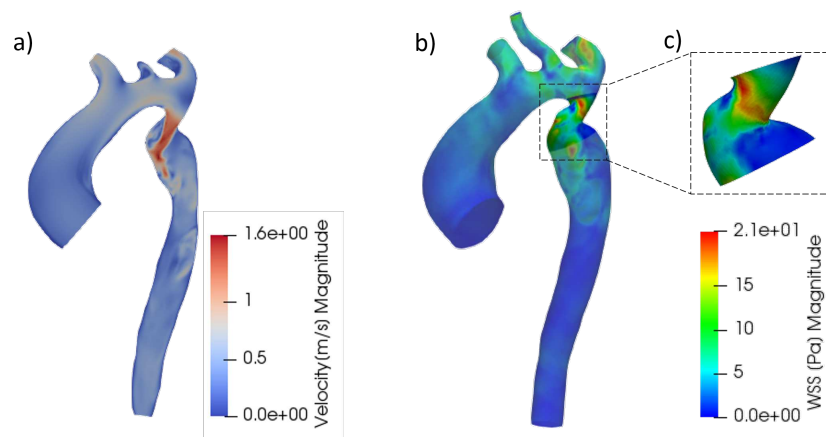 a)
b)
c)
1.6e+00
1
0.5
0.0e+00
Velocity(m/s) Magnitude
2.1e+01
15
10
5
0.0e+00
WSS (Pa) Magnitude